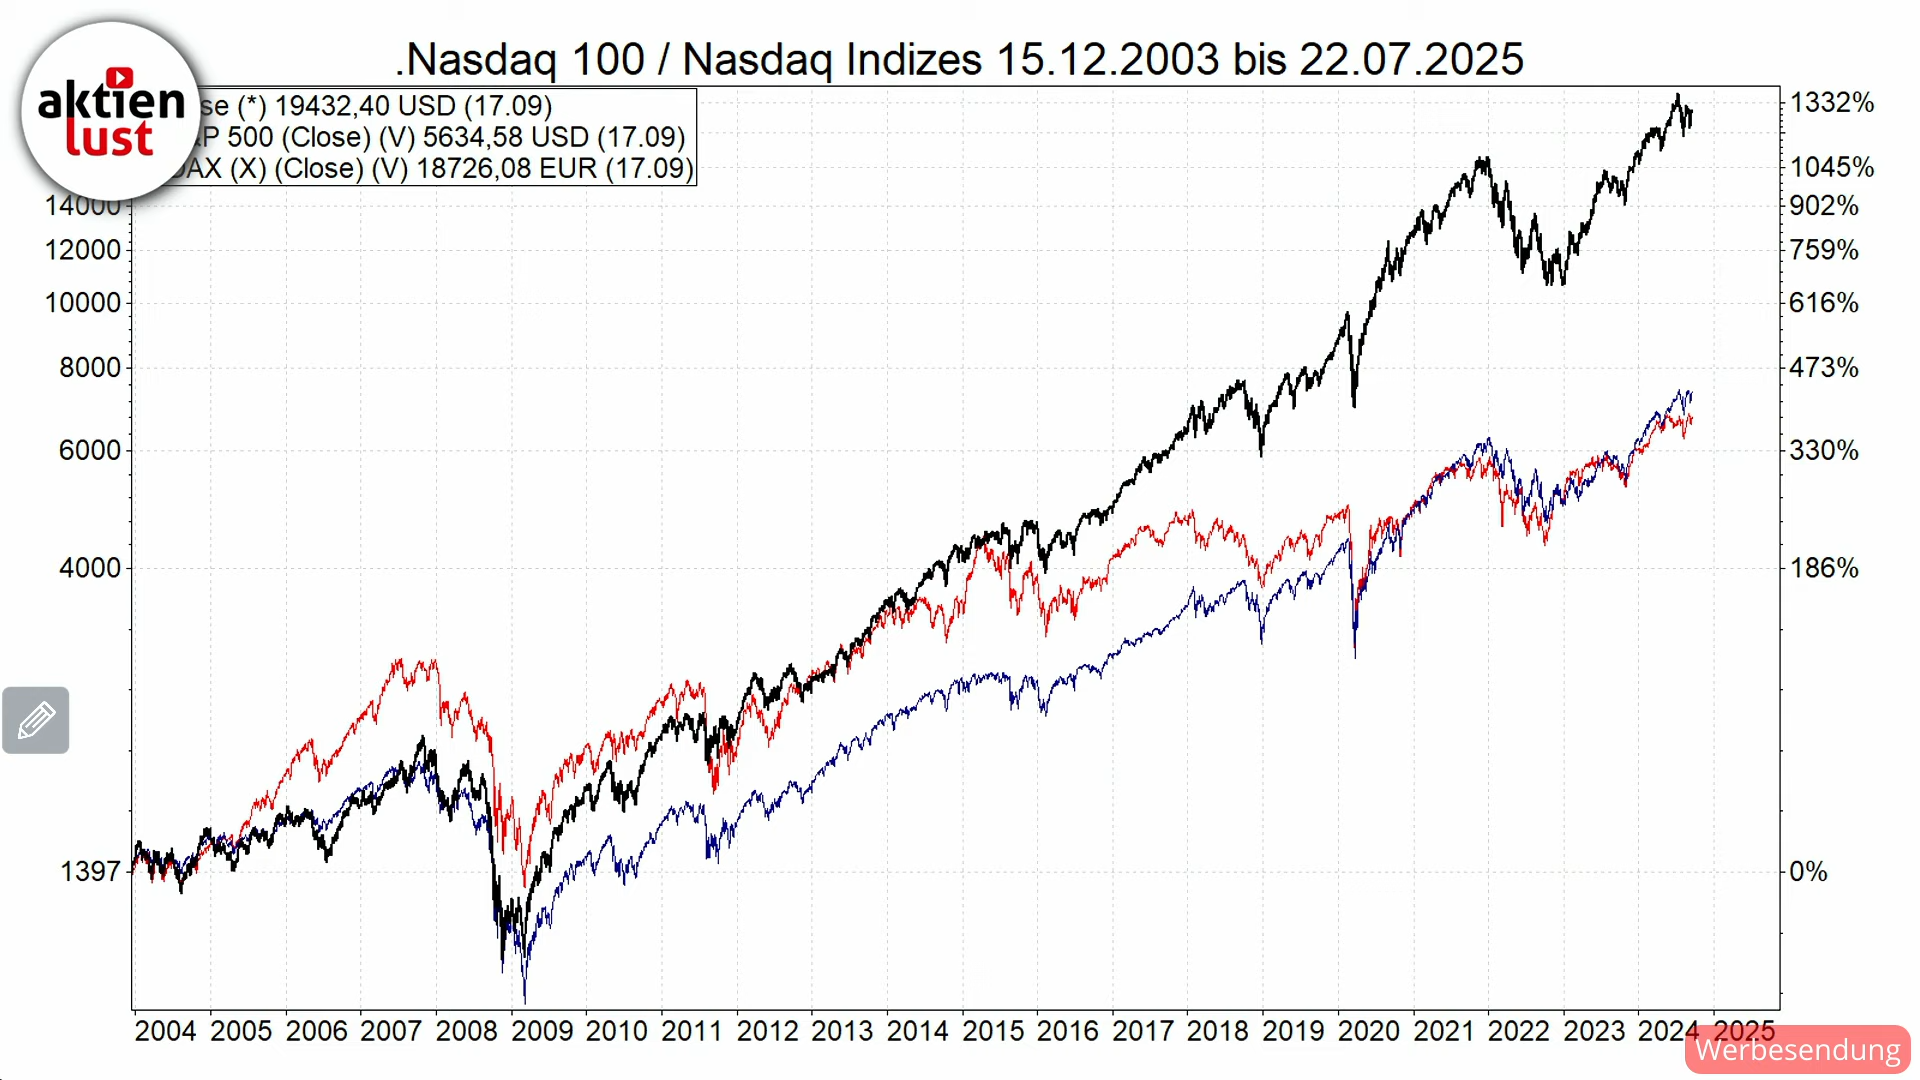 aktien
lust
.Nasdaq 100 / Nasdaq Indizes 15.12.2003 bis 22.07.2025
se (*) 19432,40 USD (17.09)
P 500 (Close) (V) 5634,58 USD (17.09)
DAX (X) (Close) (V) 18726,08 EUR (17.09)
14000
12000
10000
8000
6000
4000
1397
1332%
1045%
902%
759%
616%
473%
330%
186%
0%
2004 2005 2006 2007 2008 2009 2010 2011 2012 2013 2014 2015 2016 2017 2018 2019 2020 2021 2022 2023 2024 2025
Werbesendung